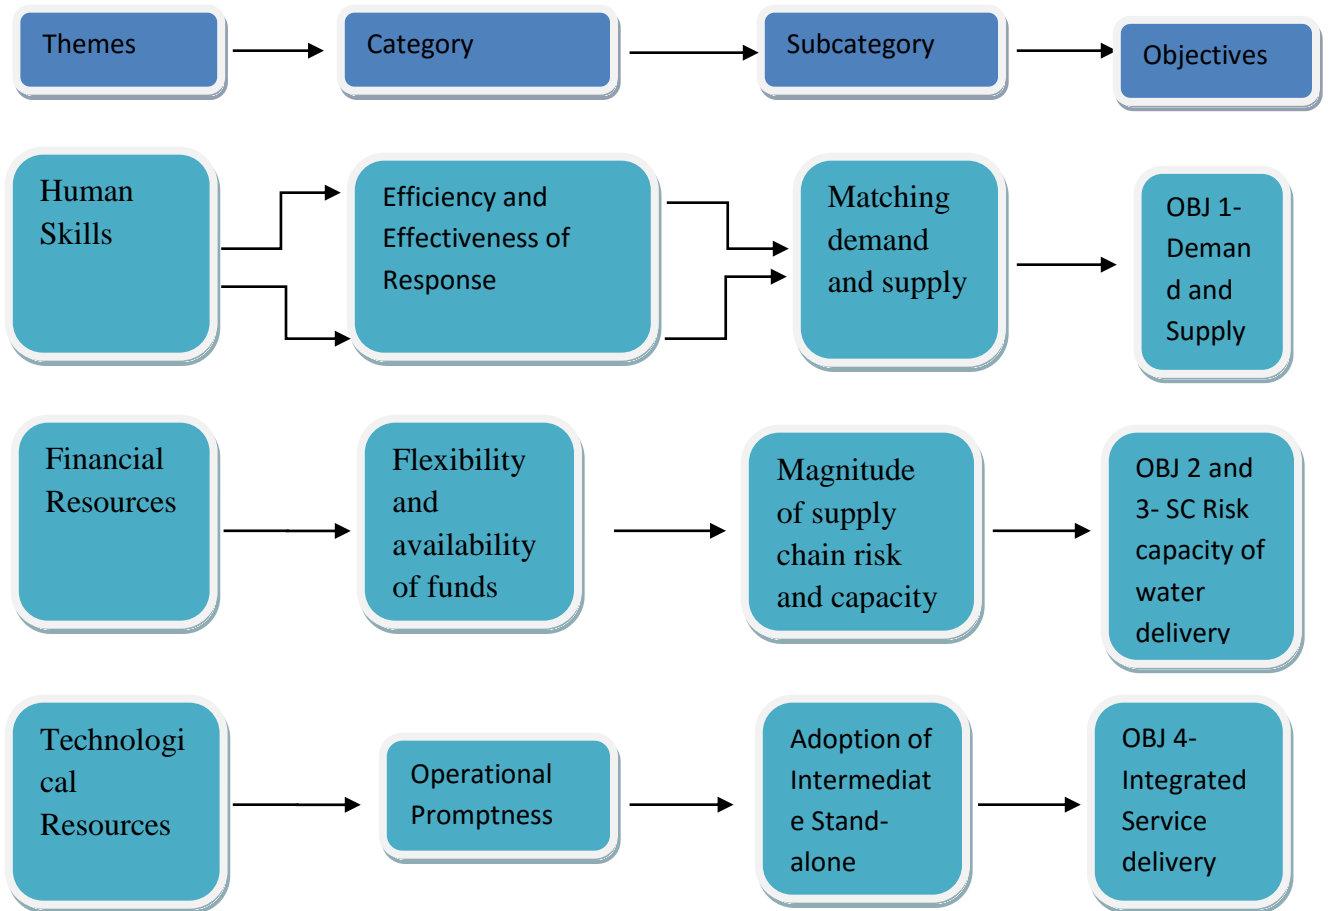 Themes
Category
Subcategory
Objectives
Human
Skills
Efficiency and
Effectiveness of
Response
Matching
demand
and supply
OBJ 1-
Deman
d and
Supply
Financial
Resources
Flexibility
and
availability
of funds
Magnitude
of supply
chain risk
and capacity
OBJ 2 and
3- SC Risk
capacity of
water
delivery
Technologi
cal
Resources
Operational
Promptness
Adoption of
Intermediat
e Stand-
alone
OBJ 4-
Integrated
Service
delivery